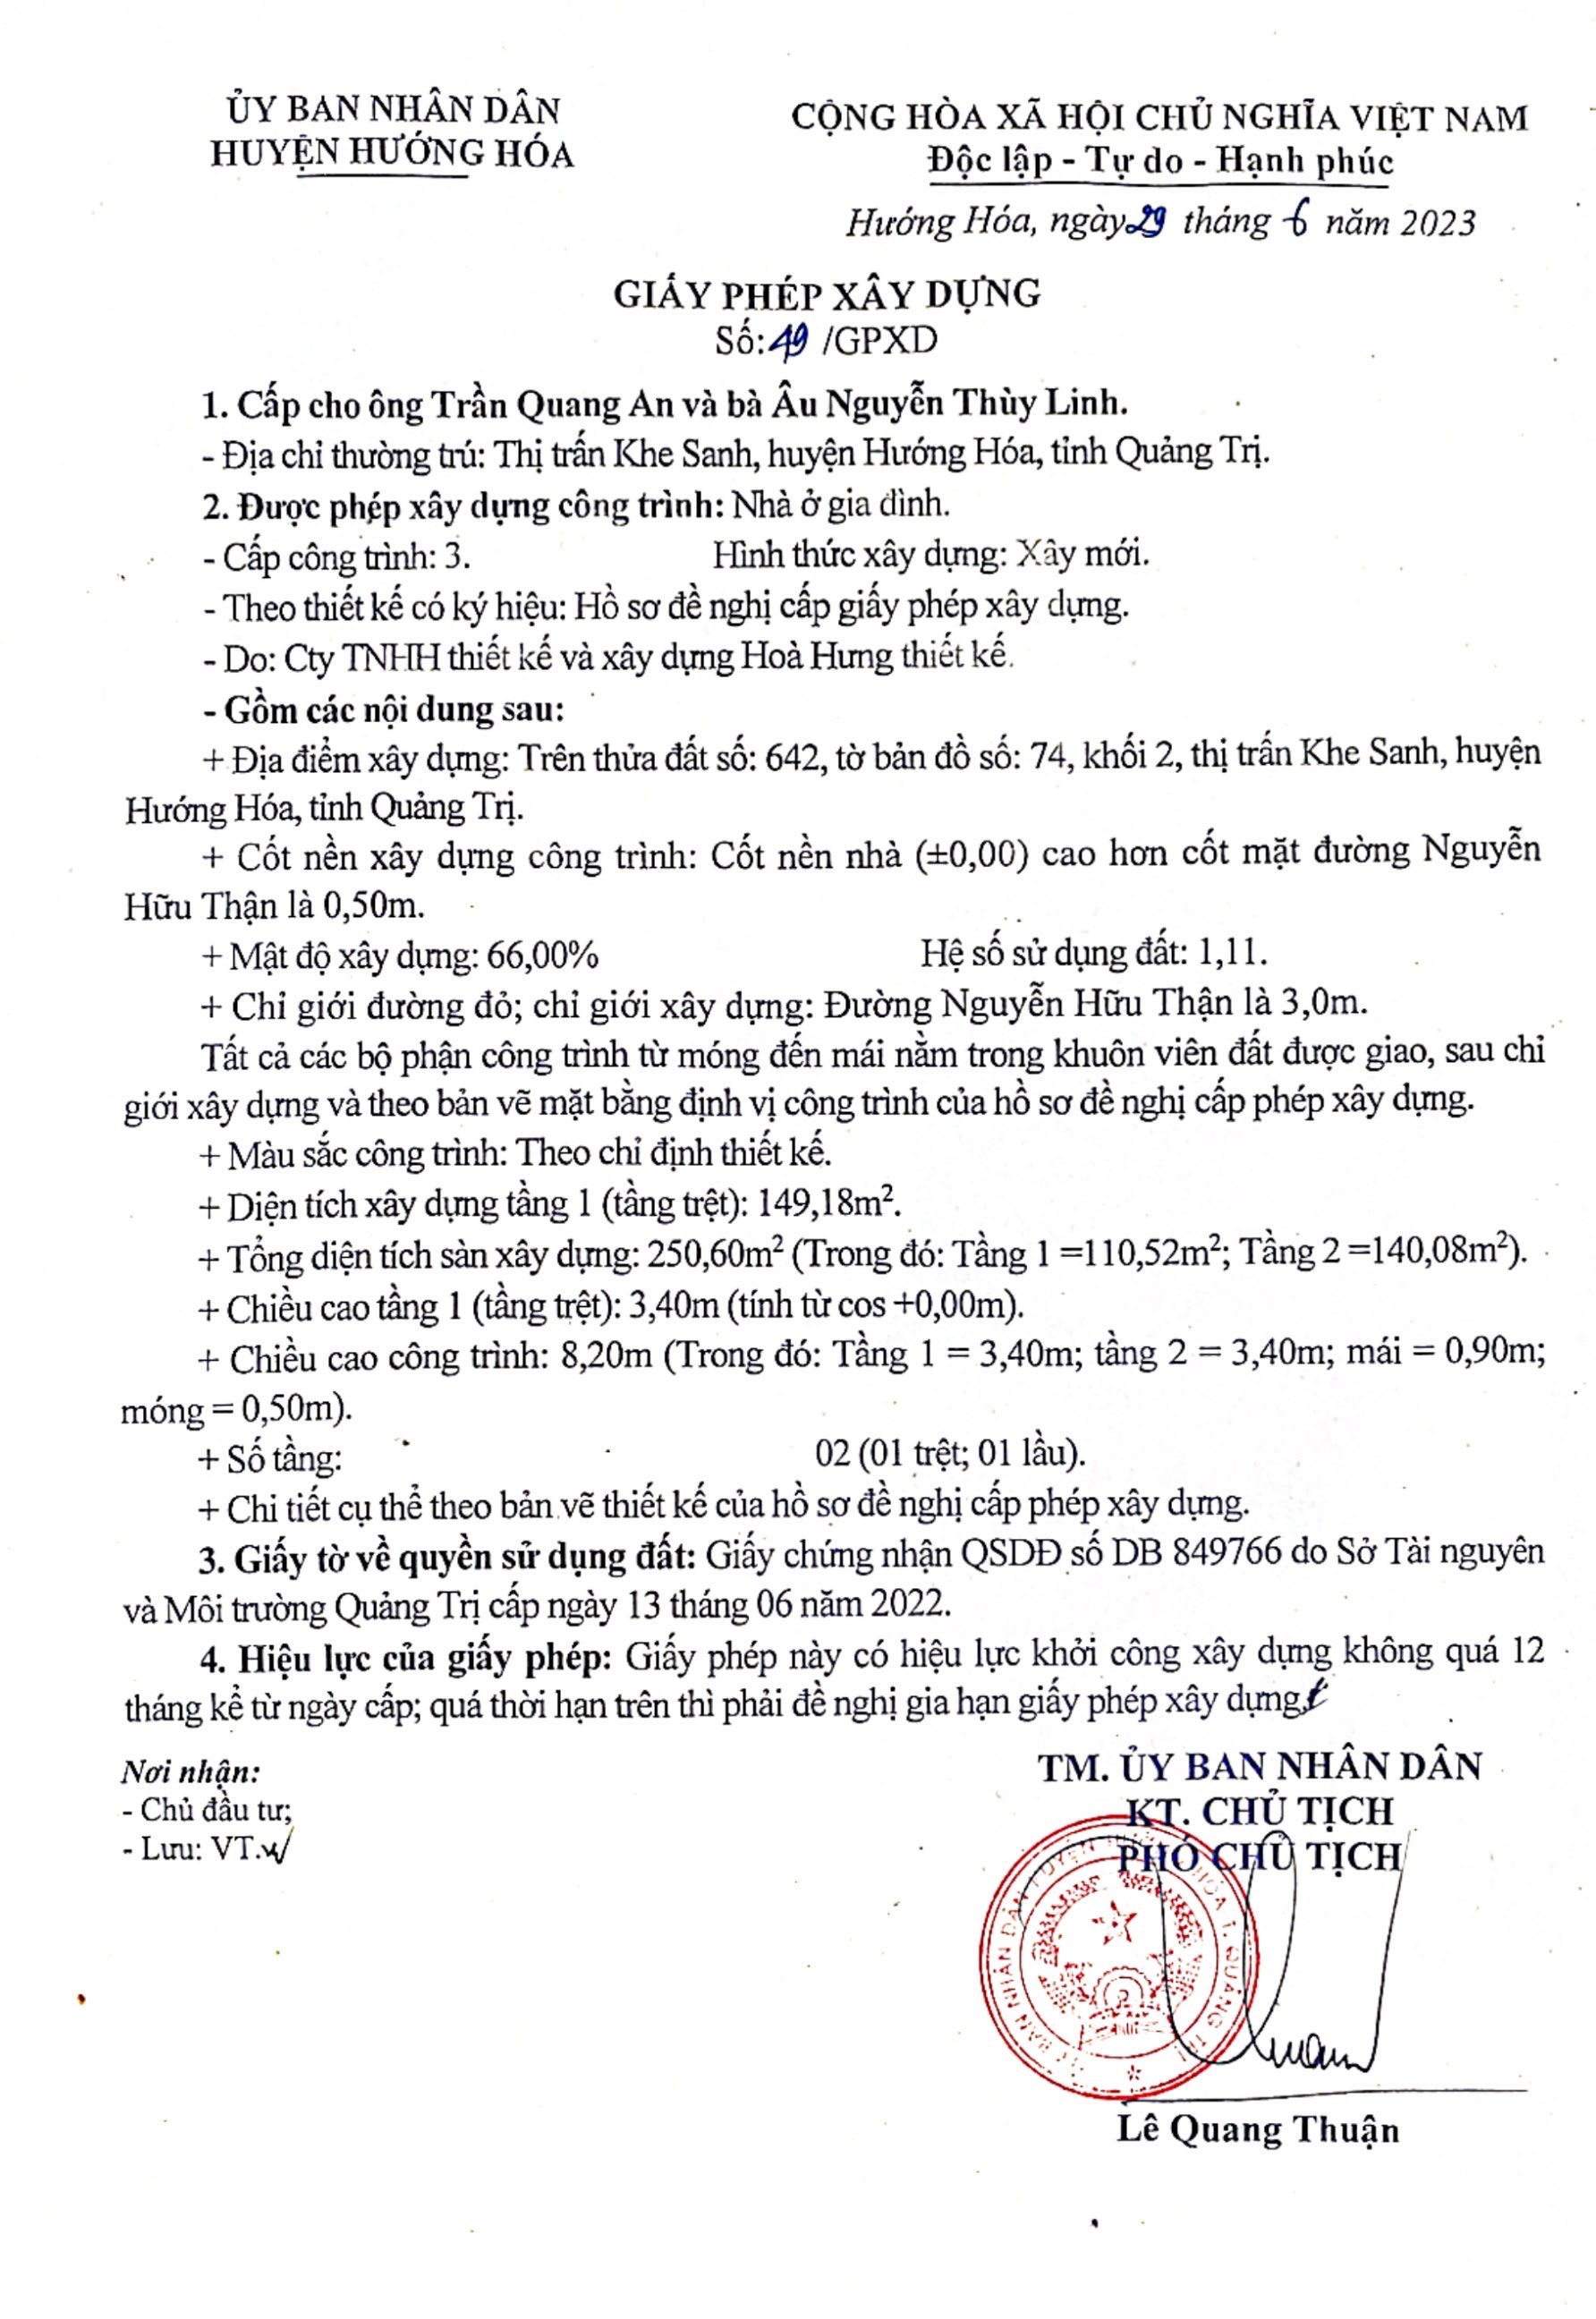 ỦY BAN NHÂN DÂN
HUYỆN HƯỚNG HÓA
CỘNG HÒA XÃ HỘI CHỦ NGHĨA VIỆT NAM
Độc lập - Tự do - Hạnh phúc
Hướng Hóa, ngày 29 tháng 6 năm 2023
GIẤY PHÉP XÂY DỰNG
Số: 49 /GPXD
1. Cấp cho ông Trần Quang An và bà Âu Nguyễn Thùy Linh.
- Địa chỉ thường trú: Thị trấn Khe Sanh, huyện Hướng Hóa, tỉnh Quảng Trị.
2. Được phép xây dựng công trình: Nhà ở gia đình.
- Cấp công trình: 3. Hình thức xây dựng: Xây mới.
- Theo thiết kế có ký hiệu: Hồ sơ đề nghị cấp giấy phép xây dựng.
- Do: Cty TNHH thiết kế và xây dựng Hoà Hưng thiết kế.
- Gồm các nội dung sau:
+ Địa điểm xây dựng: Trên thửa đất số: 642, tờ bản đồ số: 74, khối 2, thị trấn Khe Sanh, huyện
Hướng Hóa, tỉnh Quảng Trị.
+ Cốt nền xây dựng công trình: Cốt nền nhà (±0,00) cao hơn cốt mặt đường Nguyễn
Hữu Thận là 0,50m.
+ Mật độ xây dựng: 66,00% Hệ số sử dụng đất: 1,11.
+ Chỉ giới đường đỏ; chỉ giới xây dựng: Đường Nguyễn Hữu Thận là 3,0m.
Tất cả các bộ phận công trình từ móng đến mái nằm trong khuôn viên đất được giao, sau chỉ
giới xây dựng và theo bản vẽ mặt bằng định vị công trình của hồ sơ đề nghị cấp phép xây dựng.
+ Màu sắc công trình: Theo chỉ định thiết kế.
+ Diện tích xây dựng tầng 1 (tầng trệt): 149,18m².
+ Tổng diện tích sàn xây dựng: 250,60m² (Trong đó: Tầng 1 =110,52m²; Tầng 2 =140,08m²).
+ Chiều cao tầng 1 (tầng trệt): 3,40m (tính từ cos +0,00m).
+ Chiều cao công trình: 8,20m (Trong đó: Tầng 1 = 3,40m; tầng 2 = 3,40m; mái = 0,90m;
móng = 0,50m).
+ Số tầng: 02 (01 trệt; 01 lầu).
+ Chi tiết cụ thể theo bản vẽ thiết kế của hồ sơ đề nghị cấp phép xây dựng.
3. Giấy tờ về quyền sử dụng đất: Giấy chứng nhận QSDĐ số DB 849766 do Sở Tài nguyên
và Môi trường Quảng Trị cấp ngày 13 tháng 06 năm 2022.
4. Hiệu lực của giấy phép: Giấy phép này có hiệu lực khởi công xây dựng không quá 12
tháng kể từ ngày cấp; quá thời hạn trên thì phải đề nghị gia hạn giấy phép xây dựng.
Nơi nhận:
- Chủ đầu tư;
- Lưu: VT.
TM. ỦY BAN NHÂN DÂN
KT. CHỦ TỊCH
PHÓ CHỦ TỊCH
Lê Quang Thuận